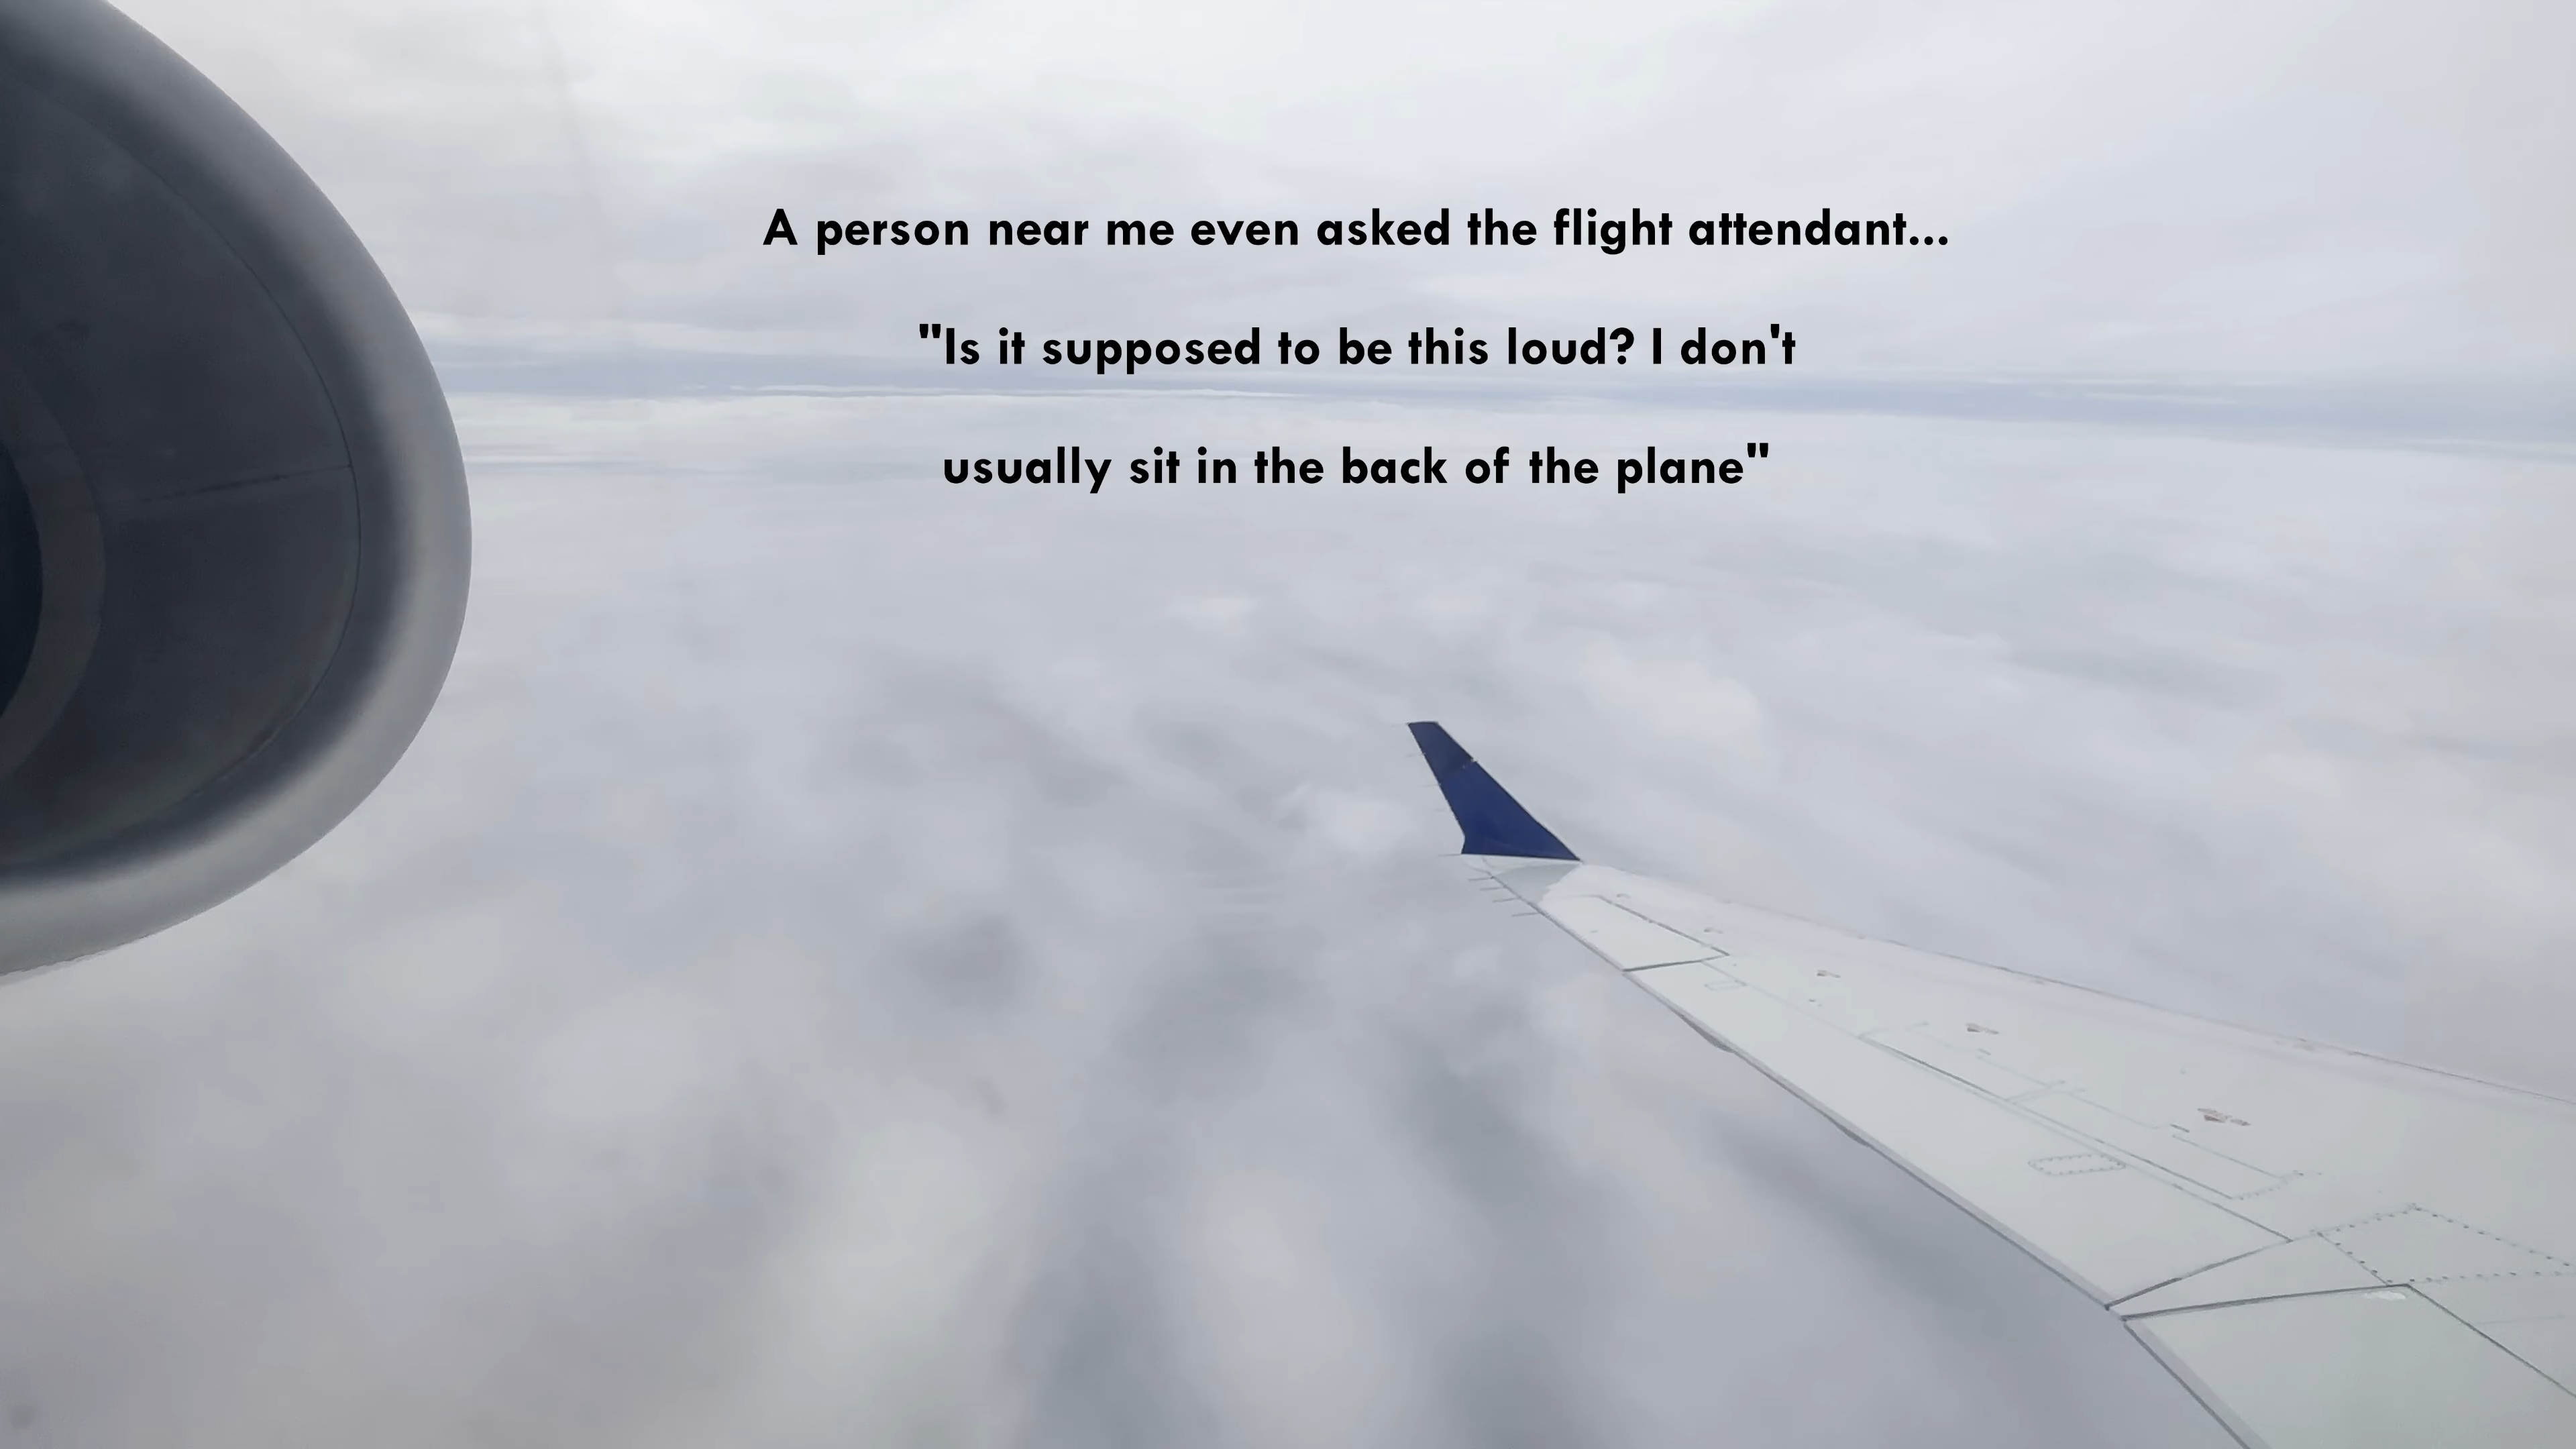 A person near me even asked the flight attendant...
"Is it supposed to be this loud? I don't
usually sit in the back of the plane"